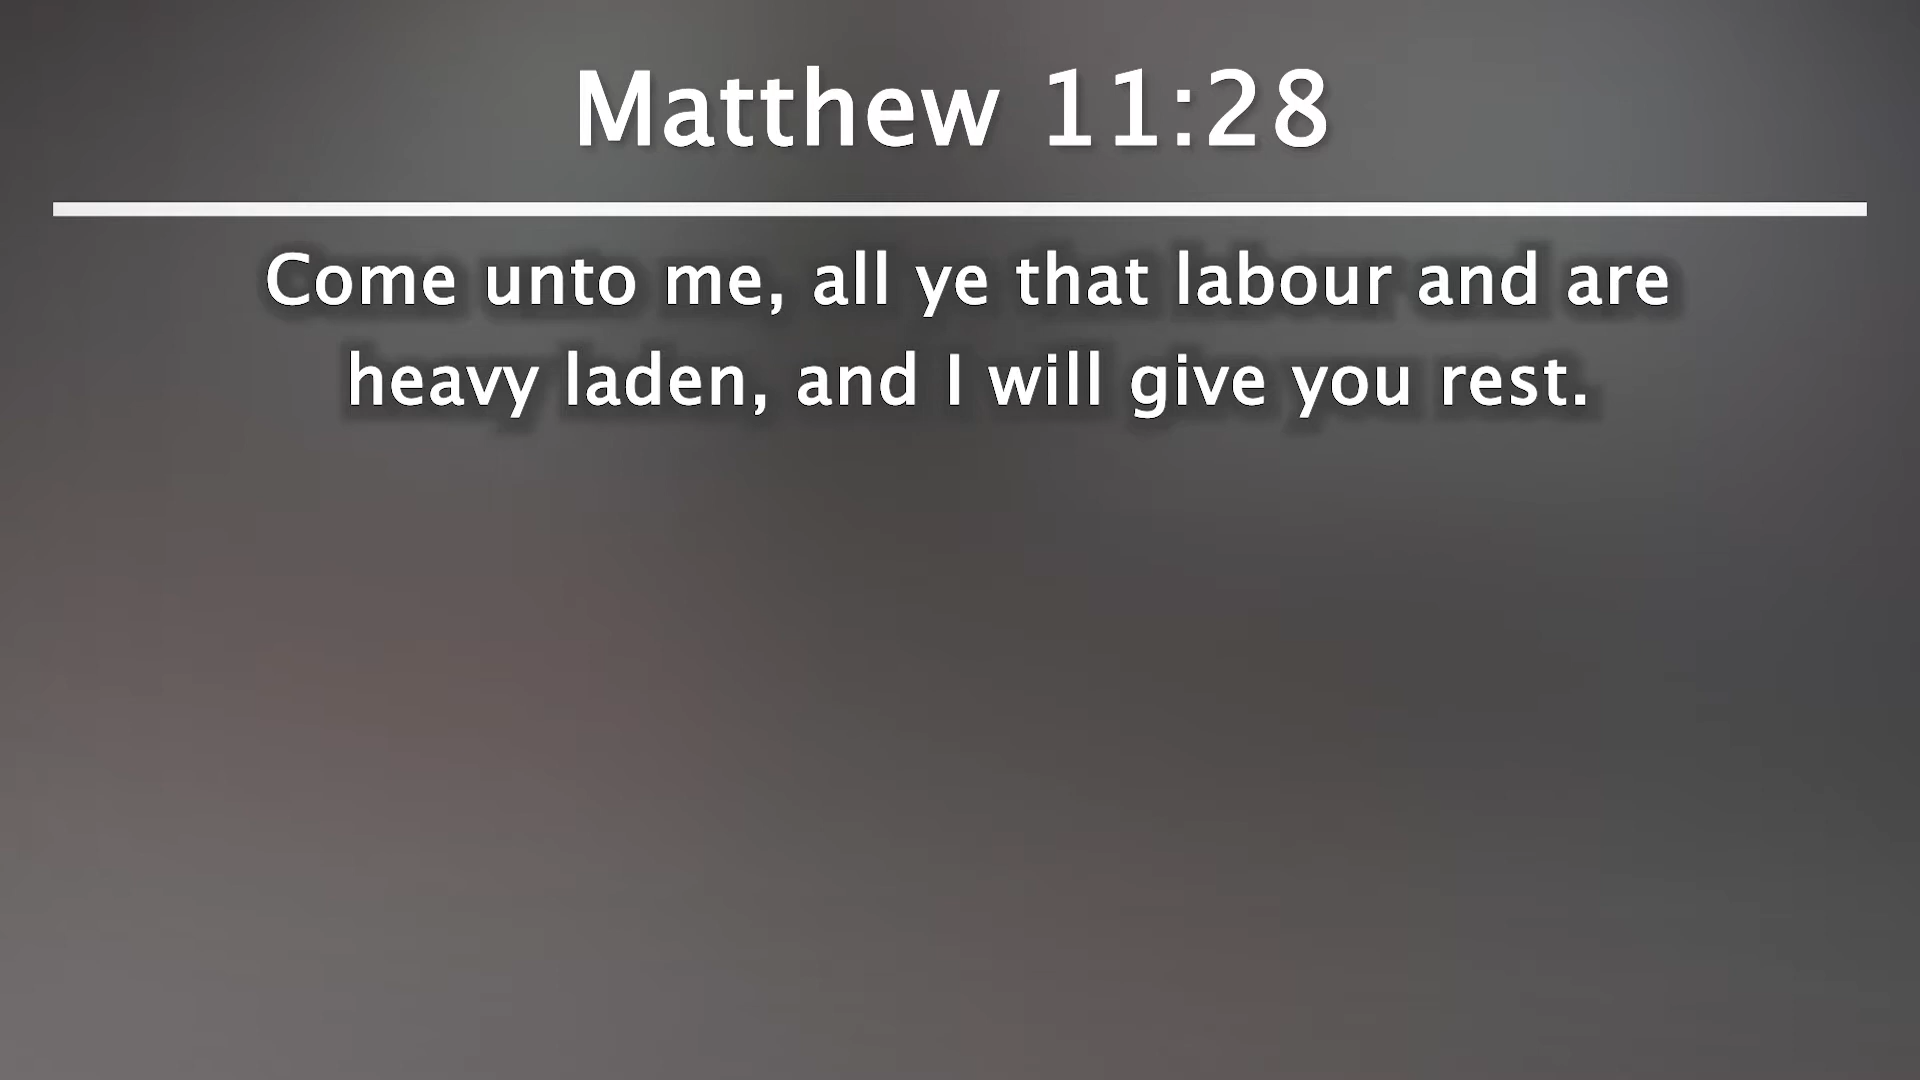 Matthew 11:28
Come unto me, all ye that labour and are
heavy laden, and I will give you rest.